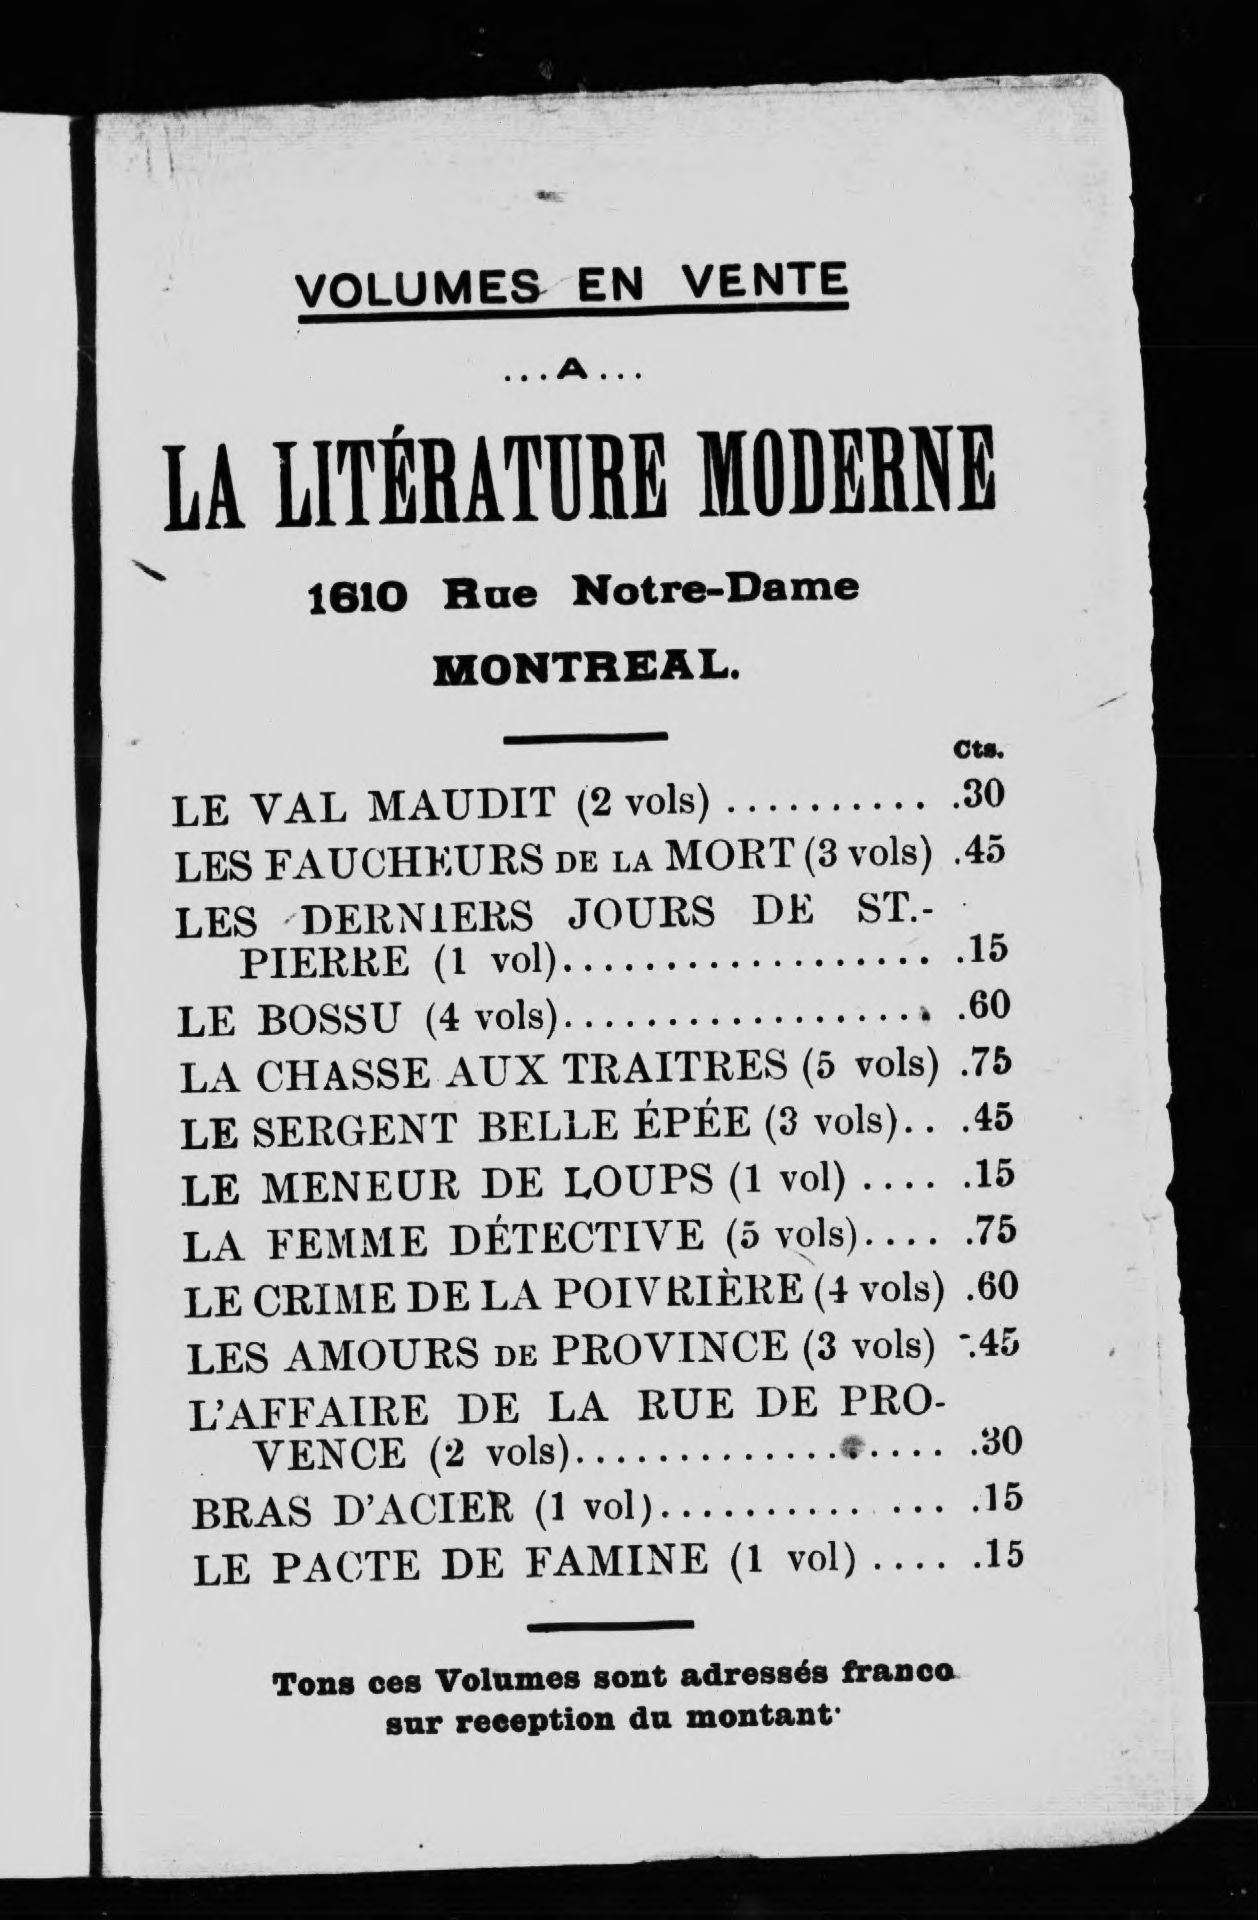 VOLUMES EN VENTE
...A...
LA LITÉRATURE MODERNE
1610 Rue Notre-Dame
MONTREAL.
Cts.
LE VAL MAUDIT (2 vols) .......... .30
LES FAUCHEURS DE LA MORT (3 vols) .45
LES DERNIERS JOURS DE ST.-
PIERRE (1 vol)................... .15
LE BOSSU (4 vols)................... .60
LA CHASSE AUX TRAITRES (5 vols) .75
LE SERGENT BELLE ÉPÉE (3 vols).. .45
LE MENEUR DE LOUPS (1 vol) .... .15
LA FEMME DÉTECTIVE (5 vols).... .75
LE CRIME DE LA POIVRIÈRE (4 vols) .60
LES AMOURS DE PROVINCE (3 vols) .45
L'AFFAIRE DE LA RUE DE PRO-
VENCE (2 vols)................... .30
BRAS D'ACIER (1 vol)............. .15
LE PACTE DE FAMINE (1 vol) .... .15
Tons ces Volumes sont adressés franco
sur reception du montant·